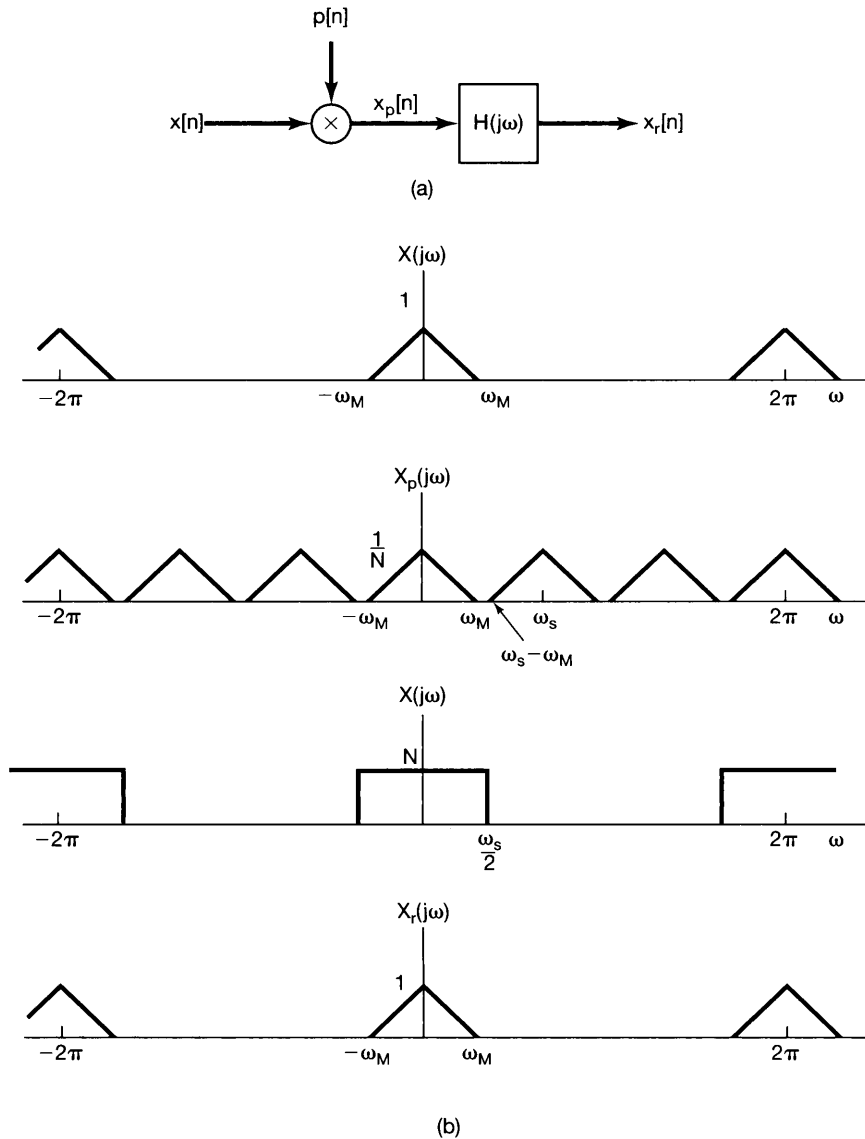 p[n]
x[n] × x_p[n] H(jω) x_r[n]
(a)
X(jω)
1
−2π −ω_M ω_M 2π ω
X_p(jω)
1/N
−2π −ω_M ω_M ω_s 2π ω
ω_s − ω_M
X(jω)
N
−2π ω_s/2 2π ω
X_r(jω)
1
−2π −ω_M ω_M 2π ω
(b)